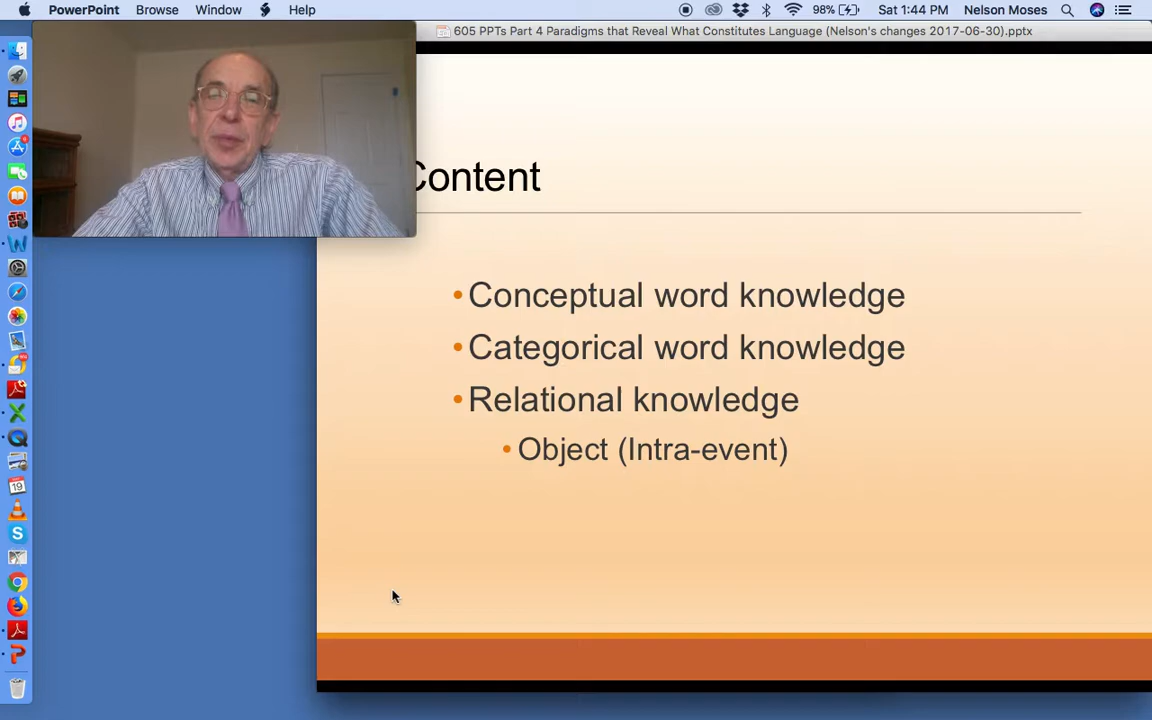 PowerPoint Browse Window Help 98% Sat 1:44 PM Nelson Moses
605 PPTs Part 4 Paradigms that Reveal What Constitutes Language (Nelson's changes 2017-06-30).pptx
Content
•Conceptual word knowledge
•Categorical word knowledge
•Relational knowledge
•Object (Intra-event)
19